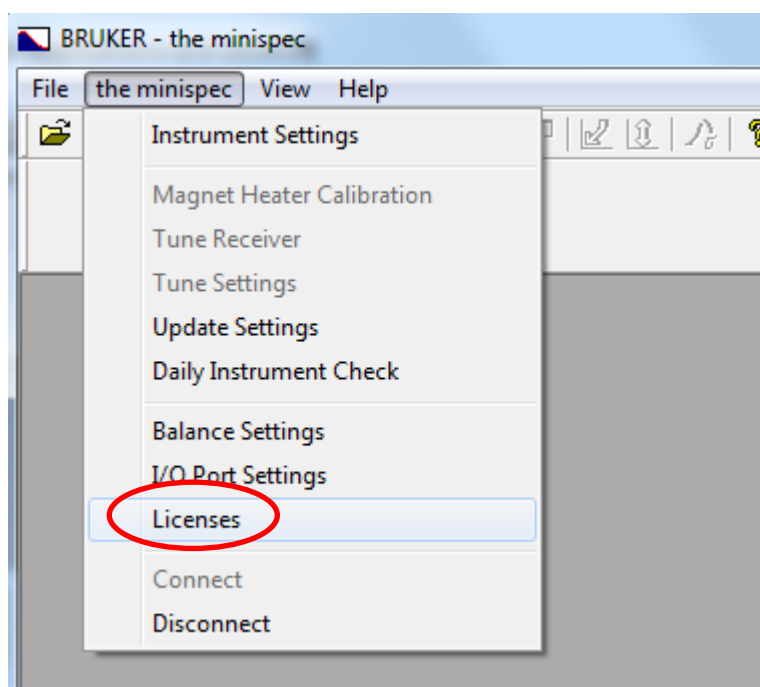 BRUKER - the minispec
File the minispec View Help
Instrument Settings
Magnet Heater Calibration
Tune Receiver
Tune Settings
Update Settings
Daily Instrument Check
Balance Settings
I/O Port Settings
Licenses
Connect
Disconnect